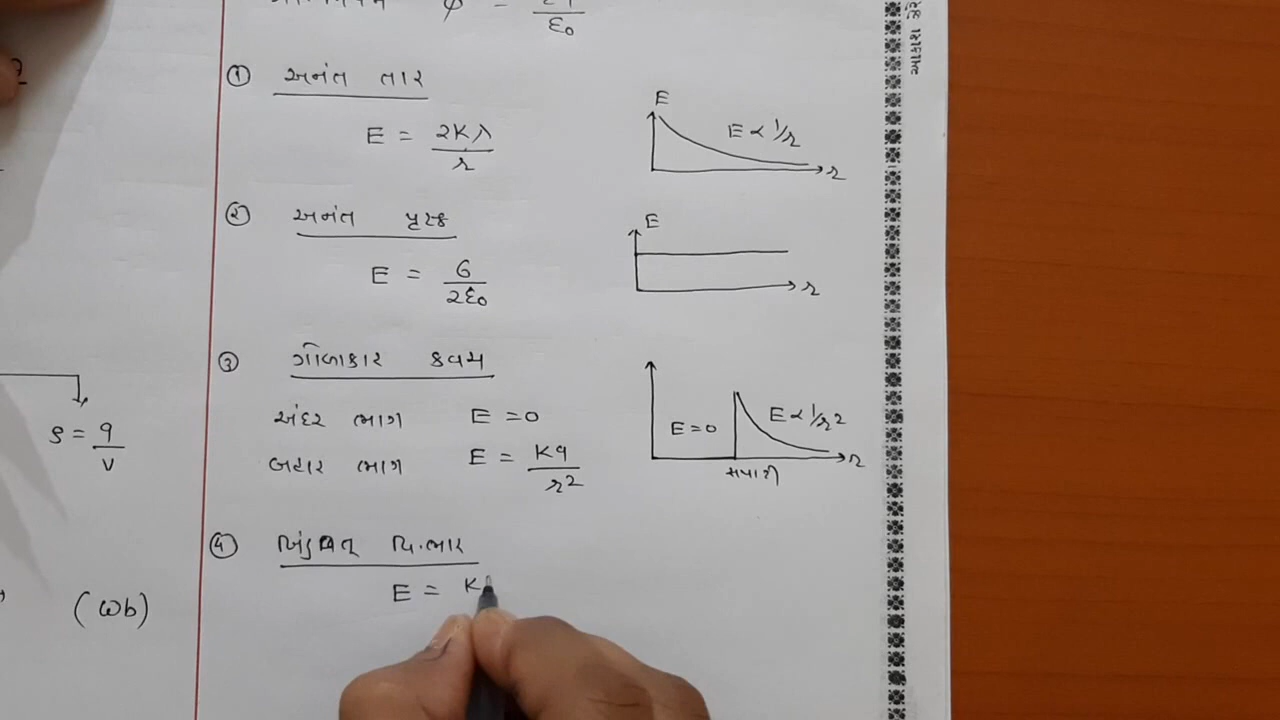 ① અનંત તાર
E = 2Kλ / r
E
E ∝ 1/r
r
② અનંત પૃષ્ઠ
E = σ / 2ε₀
E
r
③ ગોળાકાર કવચ
અંદર ભાગ E = 0
બહાર ભાગ E = Kq / r²
E = 0
E ∝ 1/r²
r
સપાટી
④ બિંદુવત્ વિ.ભાર
E = K
ρ = q / V
(Wb)
φ = / ε₀